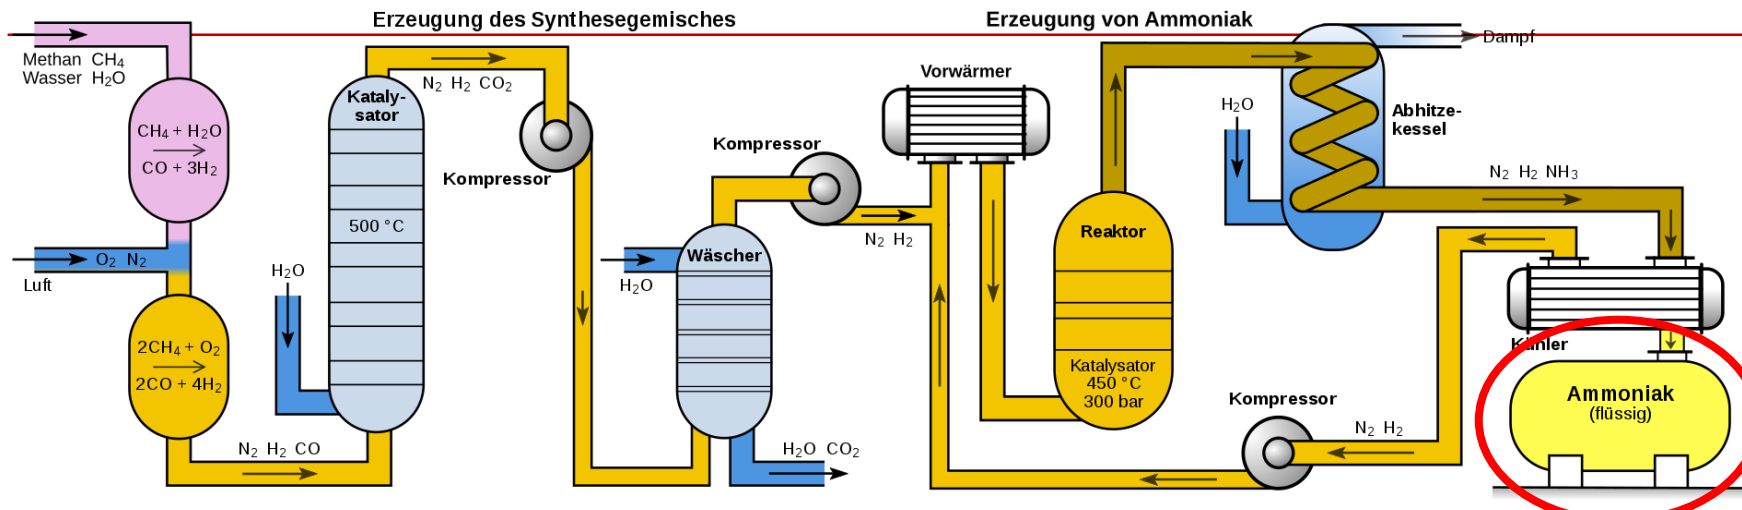 Erzeugung des Synthesegemisches
Erzeugung von Ammoniak
Methan CH4
Wasser H2O
CH4 + H2O
CO + 3H2
O2 N2
Luft
2CH4 + O2
2CO + 4H2
N2 H2 CO
H2O
Kataly-
sator
500 °C
N2 H2 CO2
Kompressor
H2O
Wäscher
H2O CO2
Kompressor
N2 H2
Vorwärmer
Reaktor
Katalysator
450 °C
300 bar
H2O
Dampf
Abhitze-
kessel
N2 H2 NH3
Kühler
Ammoniak
(flüssig)
N2 H2
Kompressor